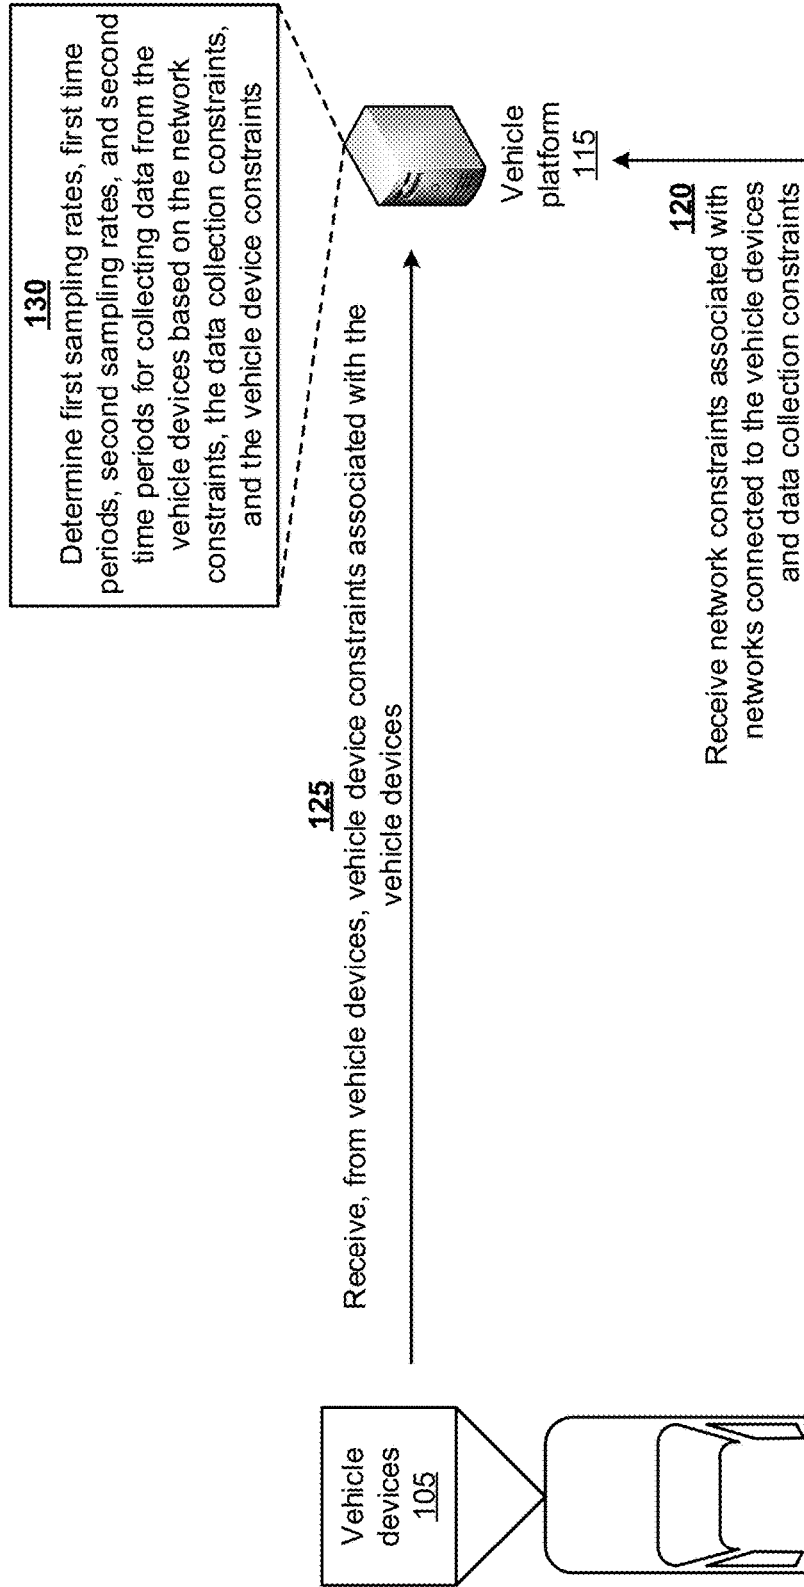 130
Determine first sampling rates, first time
periods, second sampling rates, and second
time periods for collecting data from the
vehicle devices based on the network
constraints, the data collection constraints,
and the vehicle device constraints
125
Receive, from vehicle devices, vehicle device constraints associated with the
vehicle devices
Vehicle
devices
105
Vehicle
platform
115
120
Receive network constraints associated with
networks connected to the vehicle devices
and data collection constraints